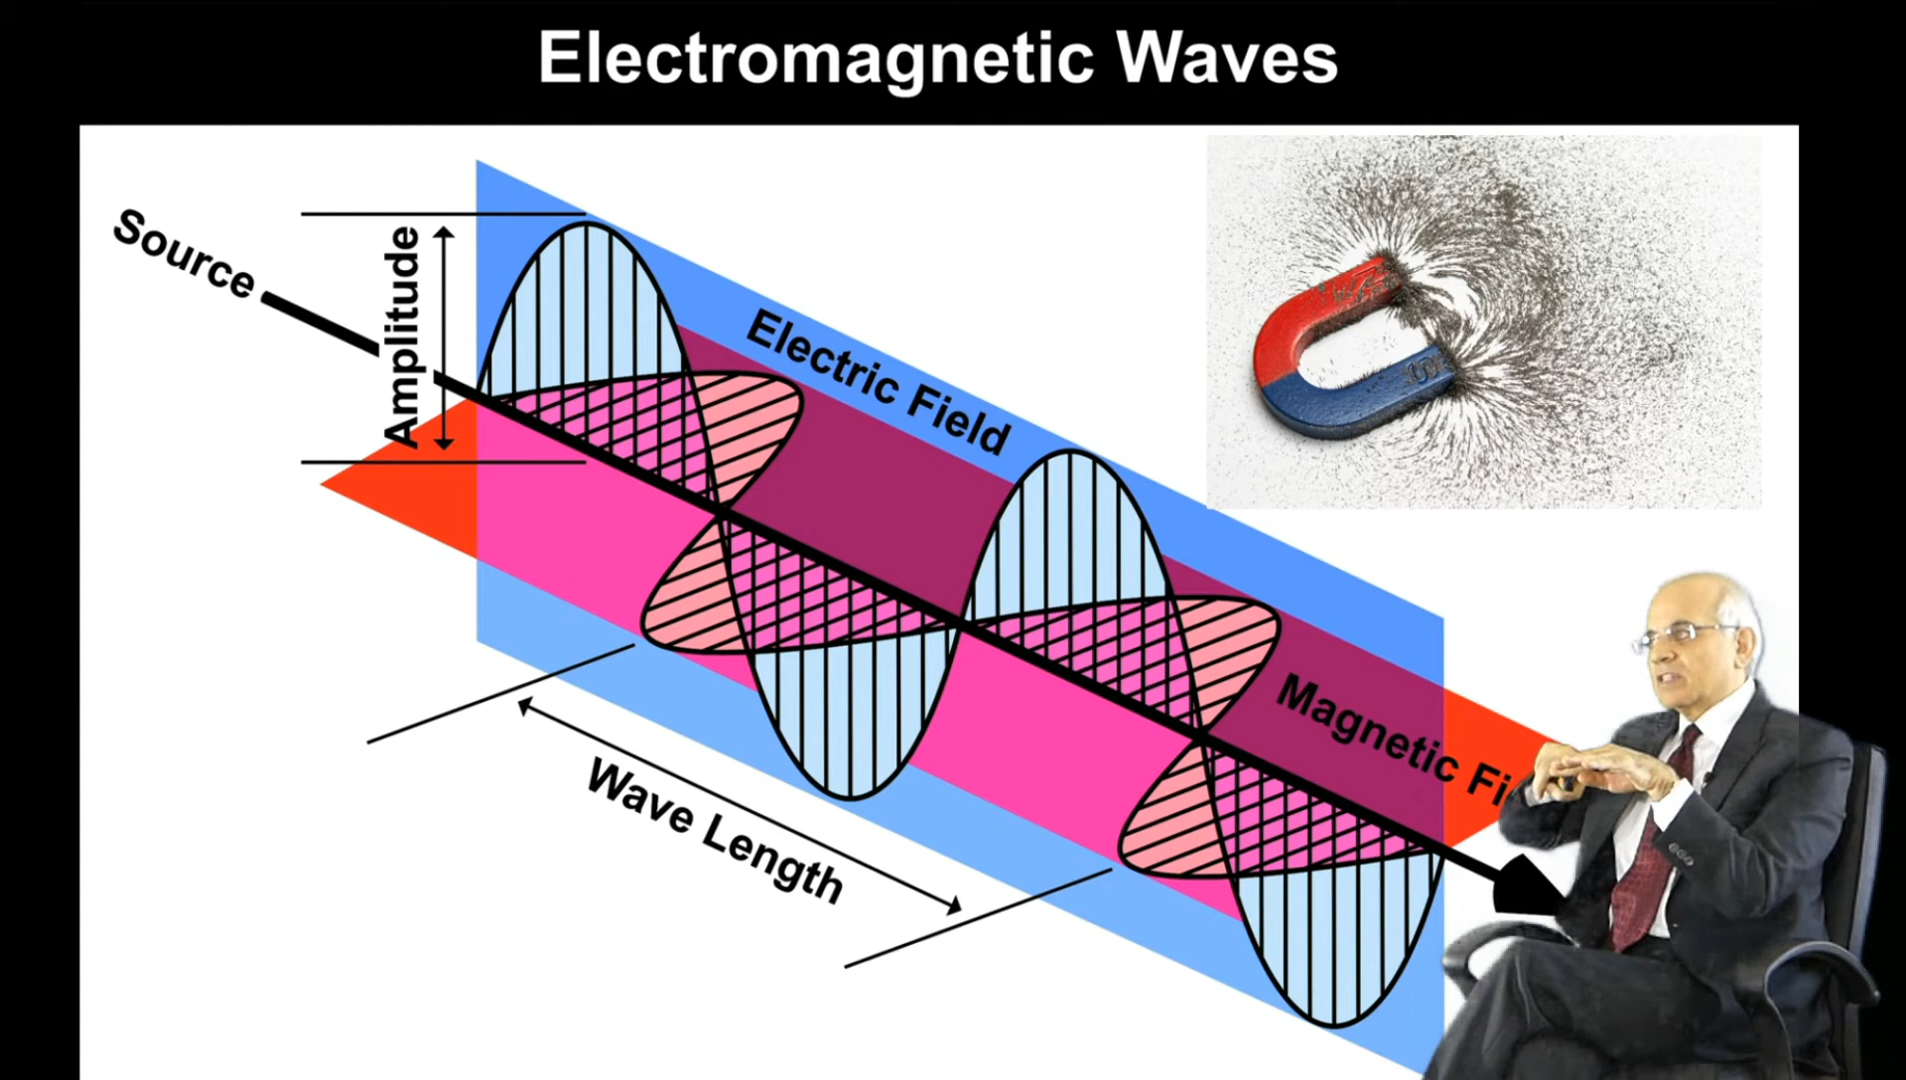 Electromagnetic Waves
Source
Amplitude
Electric Field
Magnetic Fi
Wave Length
N
S